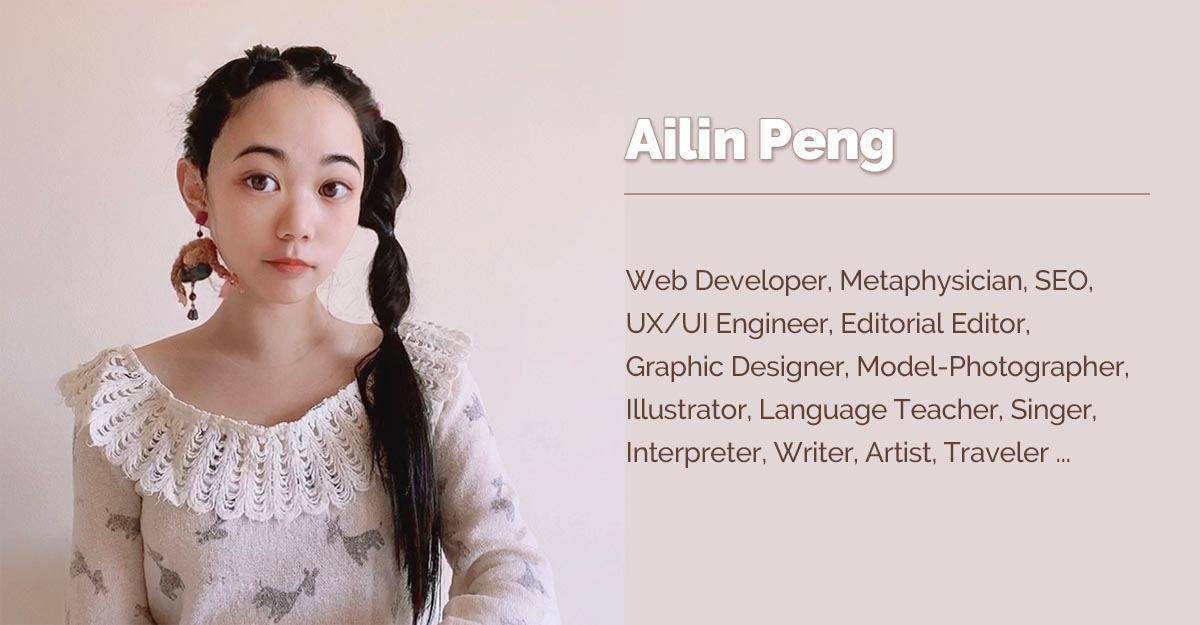 Ailin Peng
Web Developer, Metaphysician, SEO,
UX/UI Engineer, Editorial Editor,
Graphic Designer, Model-Photographer,
Illustrator, Language Teacher, Singer,
Interpreter, Writer, Artist, Traveler ...